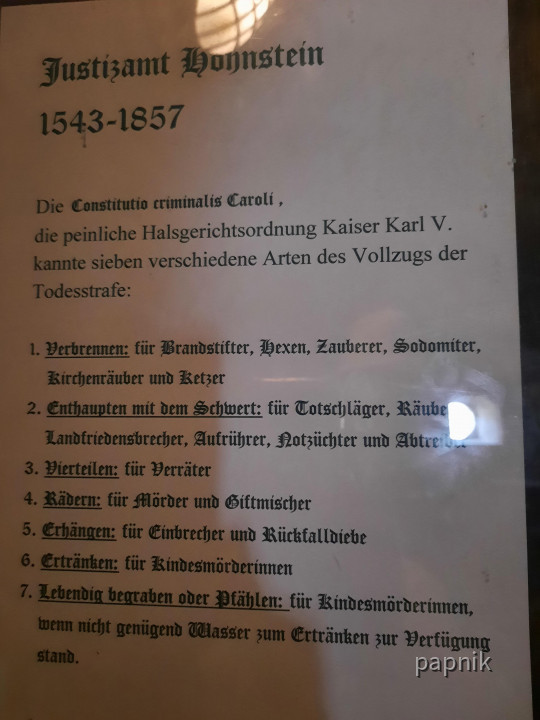 Justizamt Hohnstein
1543-1857
Die Constitutio criminalis Caroli ,
die peinliche Halsgerichtsordnung Kaiser Karl V.
kannte sieben verschiedene Arten des Vollzugs der
Todesstrafe:
1. Verbrennen: für Brandstifter, Hexen, Zauberer, Sodomiter,
Kirchenräuber und Ketzer
2. Enthaupten mit dem Schwert: für Totschläger,
Landfriedensbrecher, Aufrührer, Notzüchter und
3. Vierteilen: für Verräter
4. Rädern: für Mörder und Giftmischer
5. Erhängen: für Einbrecher und Rückfalldiebe
6. Ertränken: für Kindesmörderinnen
7. Lebendig begraben oder Pfählen: für Kindesmörderinnen,
wenn nicht genügend Wasser zum Ertränken zur Verfügung
stand.
papnik